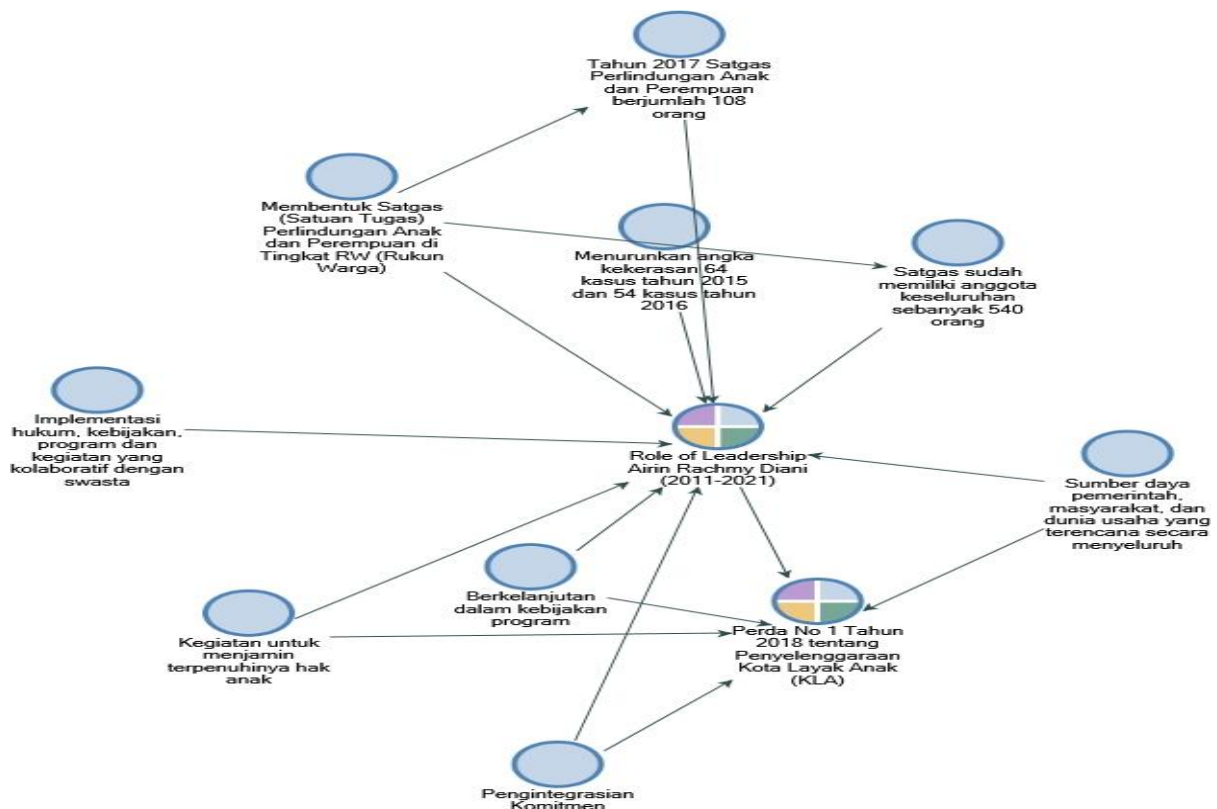 Tahun 2017 Satgas
Perlindungan Anak
dan Perempuan
berjumlah 108
orang
Membentuk Satgas
(Satuan Tugas)
Perlindungan Anak
dan Perempuan di
Tingkat RW (Rukun
Warga)
Menurunkan angka
kekerasan 64
kasus tahun 2015
dan 54 kasus tahun
2016
Satgas sudah
memiliki anggota
keseluruhan
sebanyak 540
orang
Implementasi
hukum, kebijakan,
program dan
kegiatan yang
kolaboratif dengan
swasta
Role of Leadership
Airin Rachmy Diani
(2011-2021)
Sumber daya
pemerintah,
masyarakat, dan
dunia usaha yang
terencana secara
menyeluruh
Berkelanjutan
dalam kebijakan
program
Kegiatan untuk
menjamin
terpenuhinya hak
anak
Perda No 1 Tahun
2018 tentang
Penyelenggaraan
Kota Layak Anak
(KLA)
Pengintegrasian
Komitmen